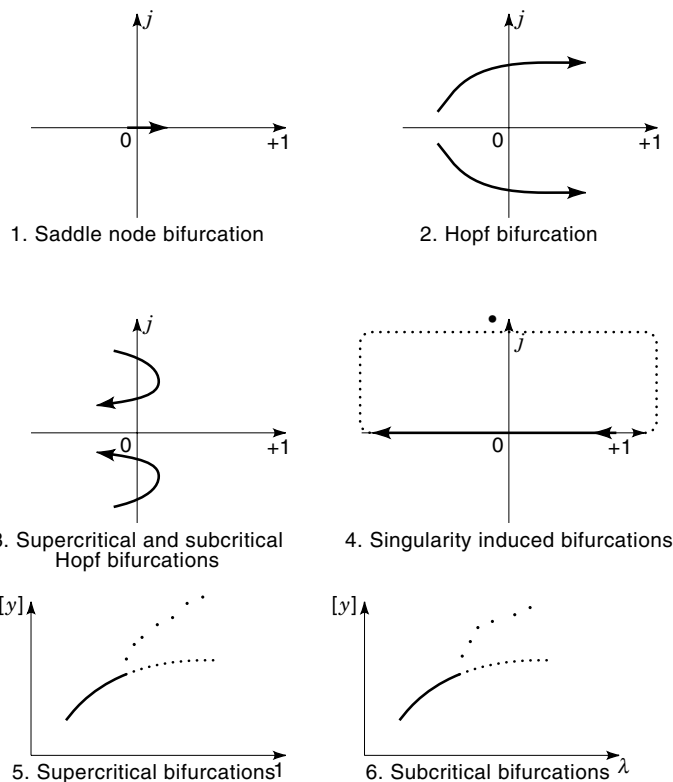 j
0
+1
1. Saddle node bifurcation
j
0
+1
2. Hopf bifurcation
j
0
+1
3. Supercritical and subcritical
Hopf bifurcations
j
0
+1
4. Singularity induced bifurcations
[y]
1
5. Supercritical bifurcations
[y]
λ
6. Subcritical bifurcations